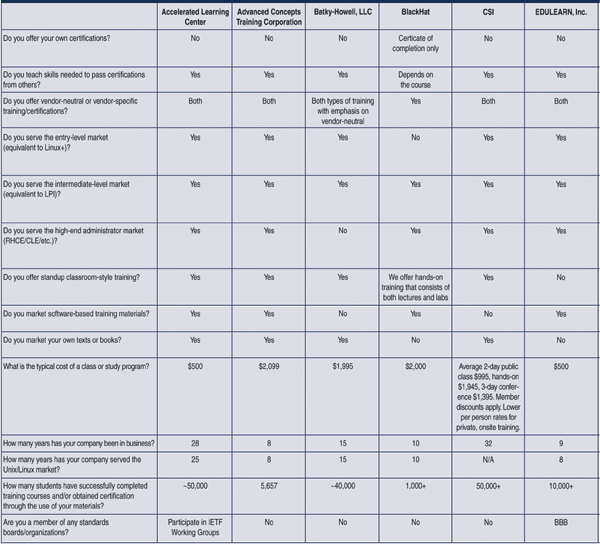 Accelerated Learning Center Advanced Concepts Training Corporation Batky-Howell, LLC BlackHat CSI EDULEARN, Inc.
Do you offer your own certifications? No No No Certicate of completion only No No
Do you teach skills needed to pass certifications from others? Yes Yes Yes Depends on the course Yes Yes
Do you offer vendor-neutral or vendor-specific training/certifications? Both Both Both types of training with emphasis on vendor-neutral Yes Both Both
Do you serve the entry-level market (equivalent to Linux+)? Yes Yes Yes No Yes Yes
Do you serve the intermediate-level market (equivalent to LPI)? Yes Yes Yes Yes Yes Yes
Do you serve the high-end administrator market (RHCE/CLE/etc.)? Yes Yes No Yes Yes Yes
Do you offer standup classroom-style training? Yes Yes Yes We offer hands-on training that consists of both lectures and labs Yes No
Do you market software-based training materials? Yes Yes No Yes No Yes
Do you market your own texts or books? Yes Yes Yes No Yes No
What is the typical cost of a class or study program? $500 $2,099 $1,995 $2,000 Average 2-day public class $995, hands-on $1,945, 3-day conference $1,395. Member discounts apply. Lower per person rates for private, onsite training. $500
How many years has your company been in business? 28 8 15 10 32 9
How many years has your company served the Unix/Linux market? 25 8 15 10 N/A 8
How many students have successfully completed training courses and/or obtained certification through the use of your materials? ~50,000 5,657 ~40,000 1,000+ 50,000+ 10,000+
Are you a member of any standards boards/organizations? Participate in IETF Working Groups No No No No BBB